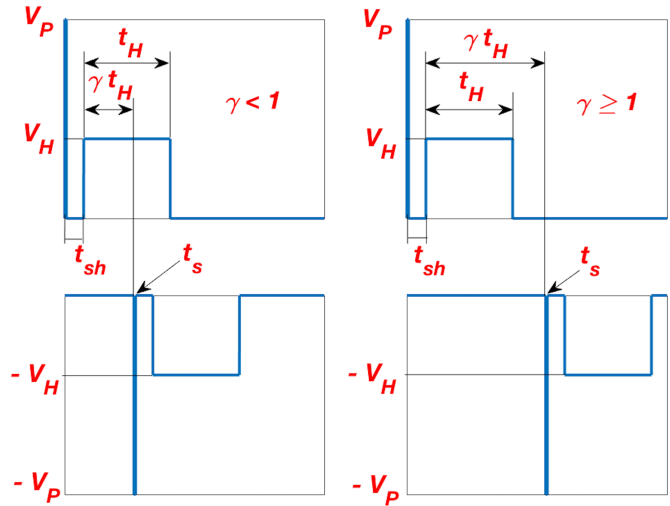 V_P
t_H
γ t_H
γ < 1
V_H
t_sh
t_s
- V_H
- V_P
V_P
γ t_H
t_H
γ ≥ 1
V_H
t_sh
t_s
- V_H
- V_P